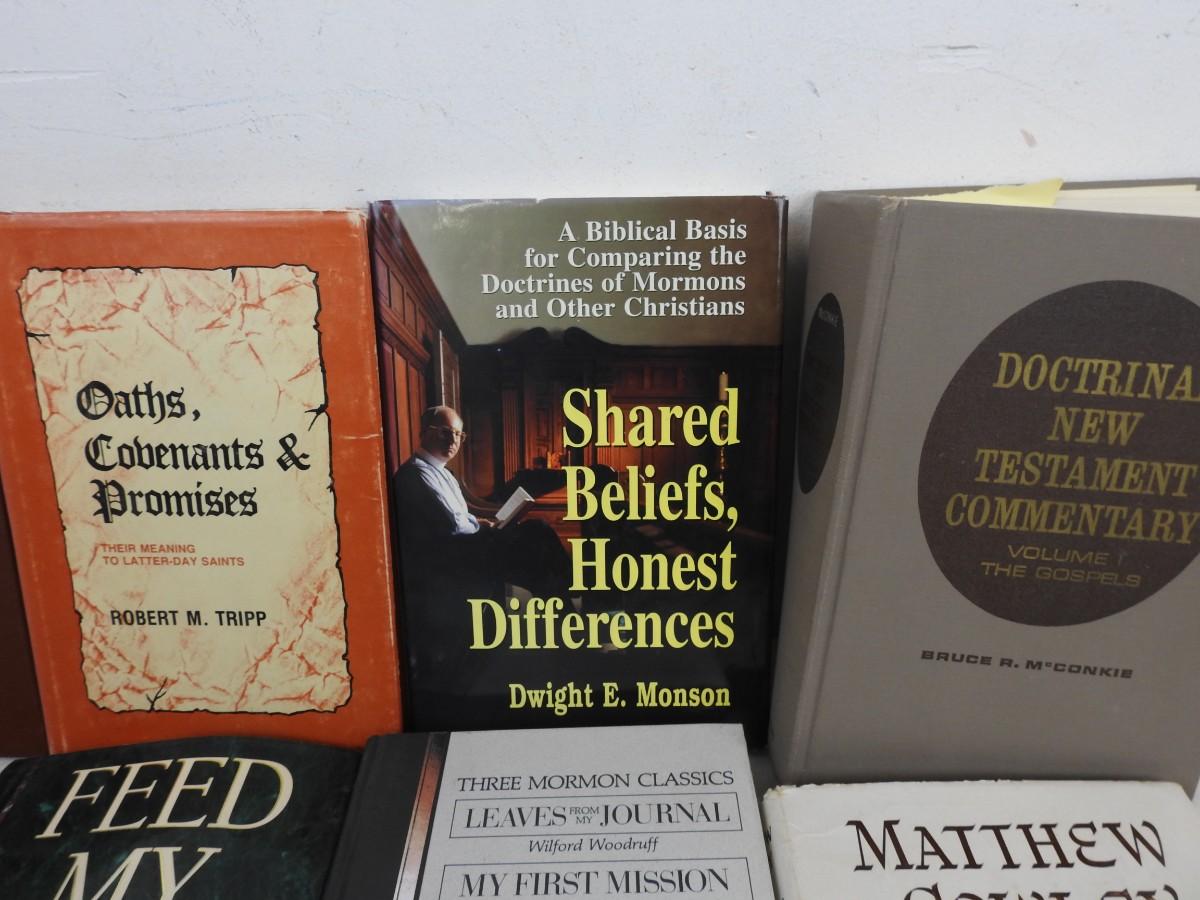 Oaths,
Covenants &
Promises
THEIR MEANING
TO LATTER-DAY SAINTS
ROBERT M. TRIPP
A Biblical Basis
for Comparing the
Doctrines of Mormons
and Other Christians
Shared
Beliefs,
Honest
Differences
Dwight E. Monson
DOCTRINA
NEW
TESTAMENT
COMMENTARY
VOLUME I
THE GOSPELS
BRUCE R. McCONKIE
FEED
MY
THREE MORMON CLASSICS
LEAVES FROM MY JOURNAL
Wilford Woodruff
MY FIRST MISSION
MATTHEW